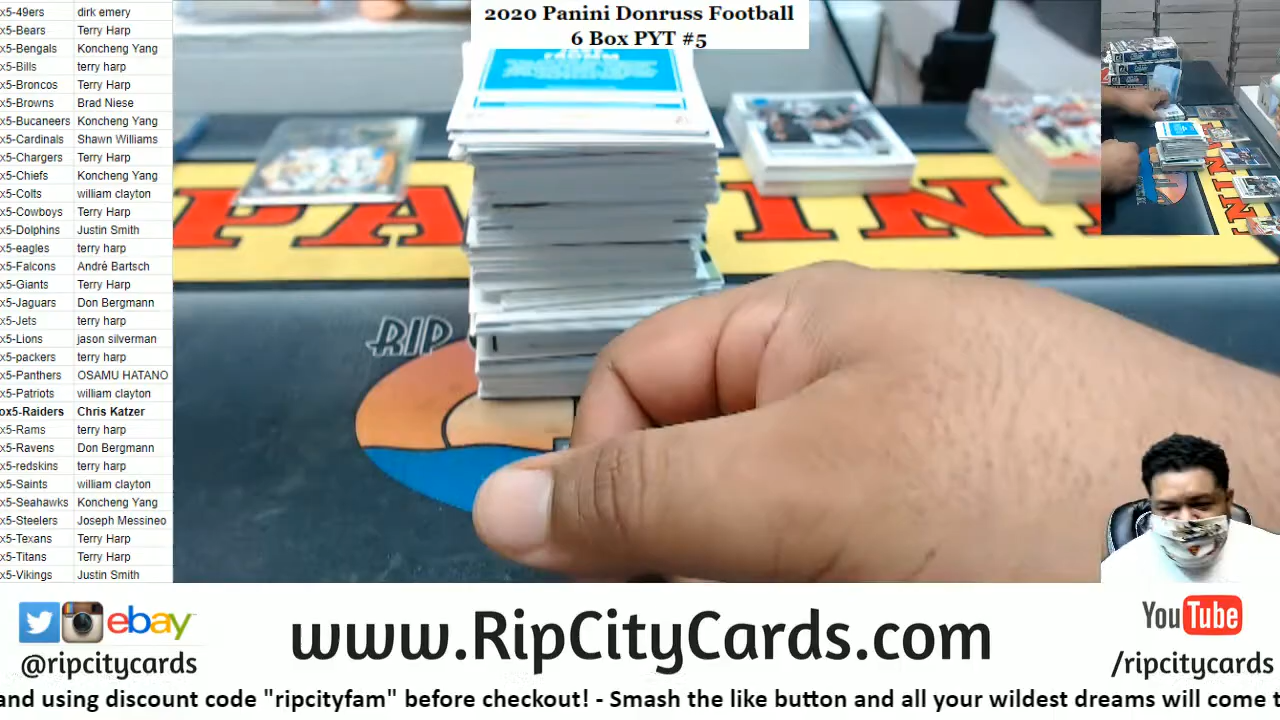 2020 Panini Donruss Football
6 Box PYT #5
x5-49ers dirk emery
x5-Bears Terry Harp
x5-Bengals Koncheng Yang
x5-Bills terry harp
x5-Broncos Terry Harp
x5-Browns Brad Niese
x5-Bucaneers Koncheng Yang
x5-Cardinals Shawn Williams
x5-Chargers Terry Harp
x5-Chiefs Koncheng Yang
x5-Colts william clayton
x5-Cowboys Terry Harp
x5-Dolphins Justin Smith
x5-eagles terry harp
x5-Falcons André Bartsch
x5-Giants Terry Harp
x5-Jaguars Don Bergmann
x5-Jets terry harp
x5-Lions jason silverman
x5-packers terry harp
x5-Panthers OSAMU HATANO
x5-Patriots william clayton
ox5-Raiders Chris Katzer
x5-Rams terry harp
x5-Ravens Don Bergmann
x5-redskins terry harp
x5-Saints william clayton
x5-Seahawks Koncheng Yang
x5-Steelers Joseph Messineo
x5-Texans Terry Harp
x5-Titans Terry Harp
x5-Vikings Justin Smith
PANINI
RIP
ebay
@ripcitycards
www.RipCityCards.com
YouTube
/ripcitycards
and using discount code "ripcityfam" before checkout! - Smash the like button and all your wildest dreams will come t